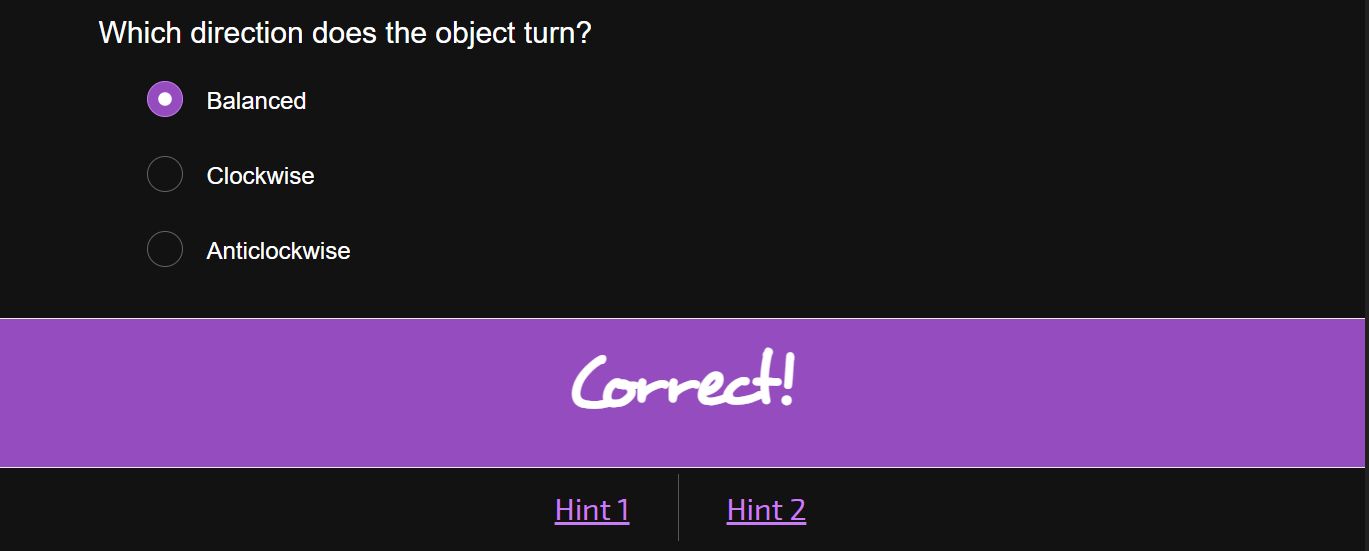 Which direction does the object turn?
Balanced
Clockwise
Anticlockwise
Correct!
Hint 1
Hint 2